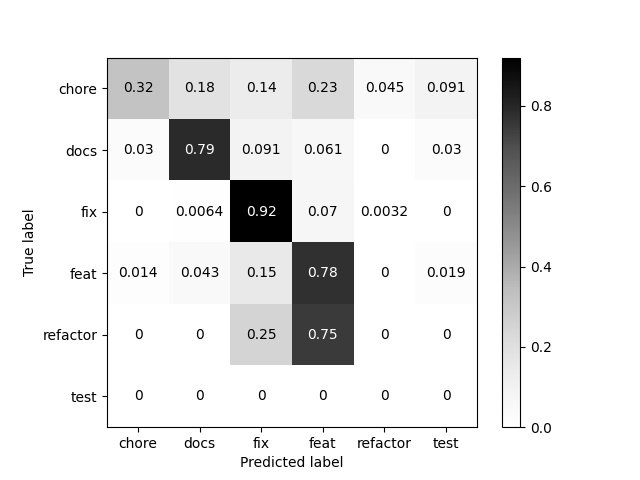 chore 0.32 0.18 0.14 0.23 0.045 0.091
docs 0.03 0.79 0.091 0.061 0 0.03
fix 0 0.0064 0.92 0.07 0.0032 0
feat 0.014 0.043 0.15 0.78 0 0.019
refactor 0 0 0.25 0.75 0 0
test 0 0 0 0 0 0
chore docs fix feat refactor test
Predicted label
True label
0.8
0.6
0.4
0.2
0.0